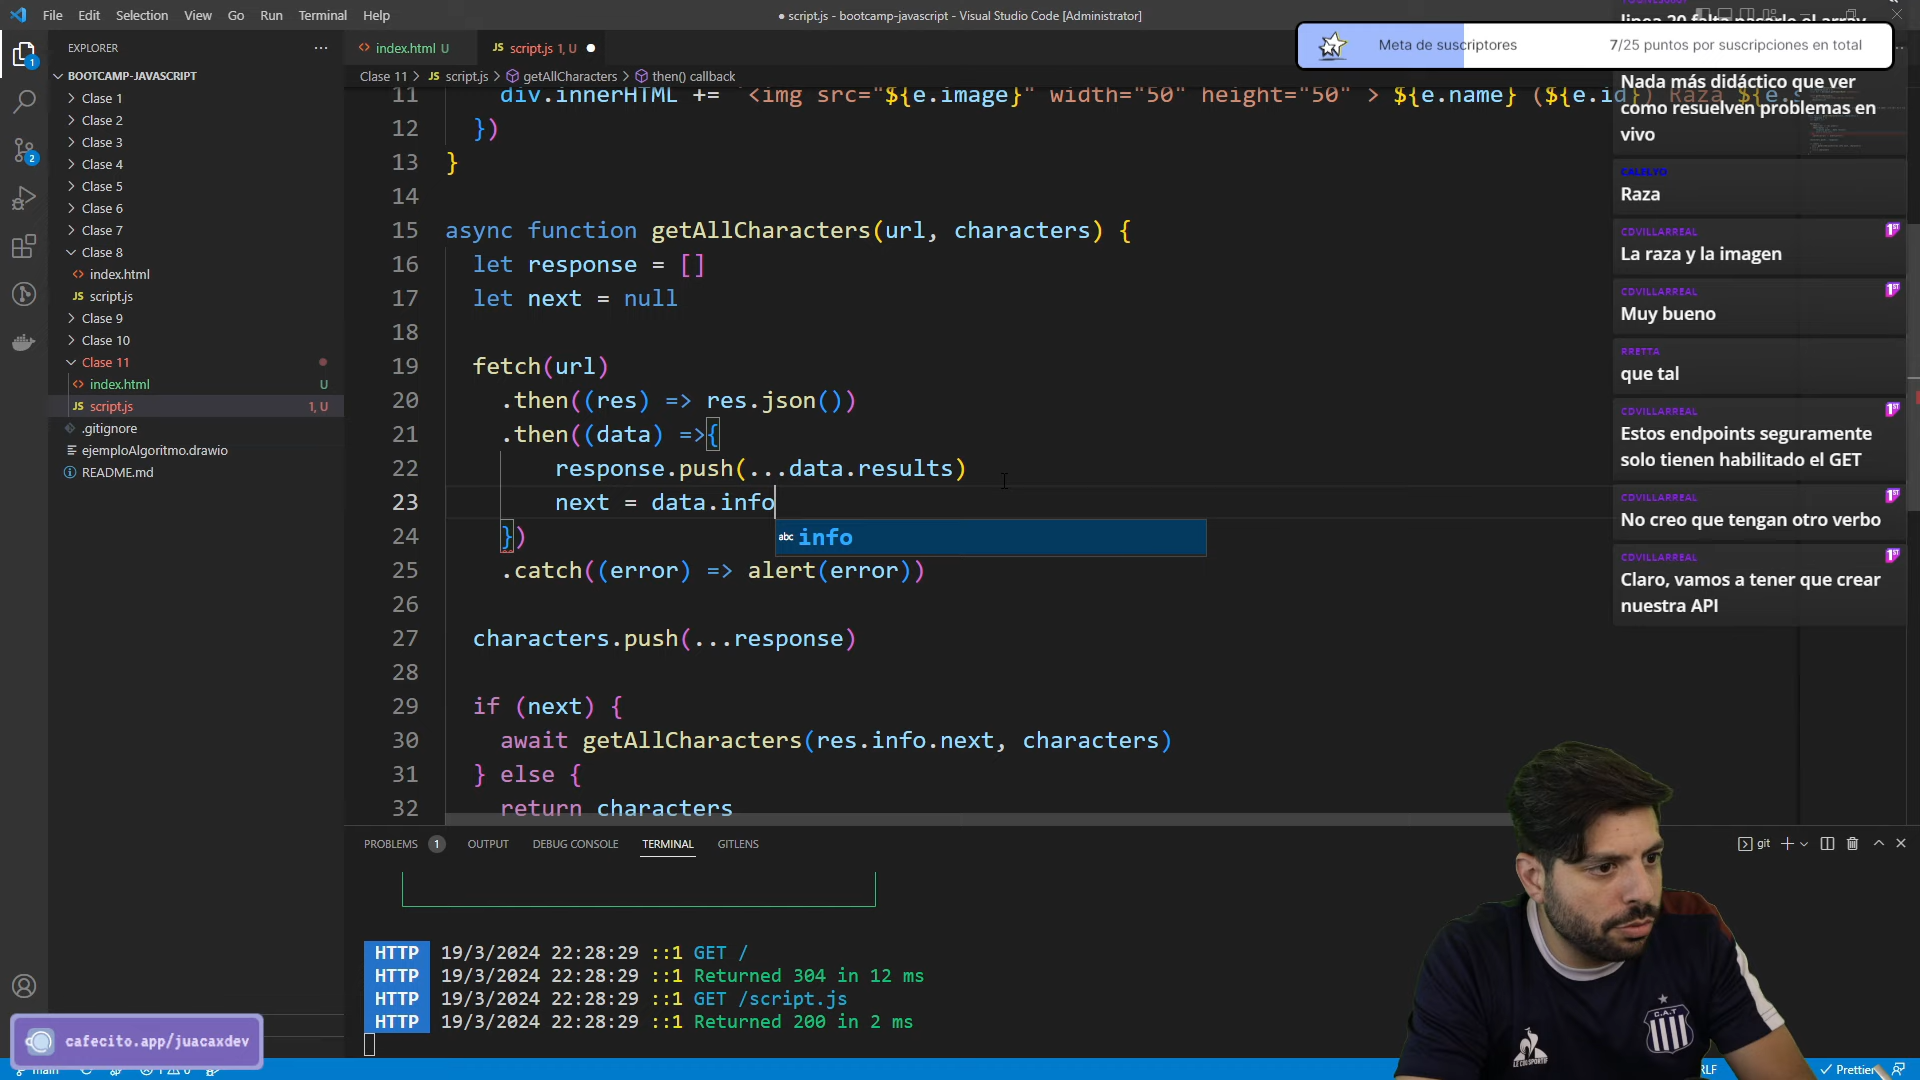 File Edit Selection View Go Run Terminal Help
● script.js - bootcamp-javascript - Visual Studio Code [Administrator]
Meta de suscriptores 7/25 puntos por suscripciones en total
EXPLORER
BOOTCAMP-JAVASCRIPT
Clase 1
Clase 2
Clase 3
Clase 4
Clase 5
Clase 6
Clase 7
Clase 8
index.html
script.js
Clase 9
Clase 10
Clase 11
index.html U
script.js 1, U
.gitignore
ejemploAlgoritmo.drawio
README.md
index.html U
script.js 1, U
Clase 11 > script.js > getAllCharacters > then() callback
11 div.innerHTML += `<img src="${e.image}" width="50" height="50" > ${e.name} (${e.id}) Raza ${e.
12 })
13 }
14
15 async function getAllCharacters(url, characters) {
16 let response = []
17 let next = null
18
19 fetch(url)
20 .then((res) => res.json())
21 .then((data) =>{
22 response.push(...data.results)
23 next = data.info
info
24 })
25 .catch((error) => alert(error))
26
27 characters.push(...response)
28
29 if (next) {
30 await getAllCharacters(res.info.next, characters)
31 } else {
32 return characters
linea 20 falta pasarle el array
Nada más didáctico que ver
como resuelven problemas en
vivo
CALELYO
Raza
CDVILLARREAL
La raza y la imagen
CDVILLARREAL
Muy bueno
RRETTA
que tal
CDVILLARREAL
Estos endpoints seguramente
solo tienen habilitado el GET
CDVILLARREAL
No creo que tengan otro verbo
CDVILLARREAL
Claro, vamos a tener que crear
nuestra API
PROBLEMS 1 OUTPUT DEBUG CONSOLE TERMINAL GITLENS
git
HTTP 19/3/2024 22:28:29 ::1 GET /
HTTP 19/3/2024 22:28:29 ::1 Returned 304 in 12 ms
HTTP 19/3/2024 22:28:29 ::1 GET /script.js
HTTP 19/3/2024 22:28:29 ::1 Returned 200 in 2 ms
cafecito.app/juacaxdev
main
Prettier
C.A.T
LE COQ SPORTIF